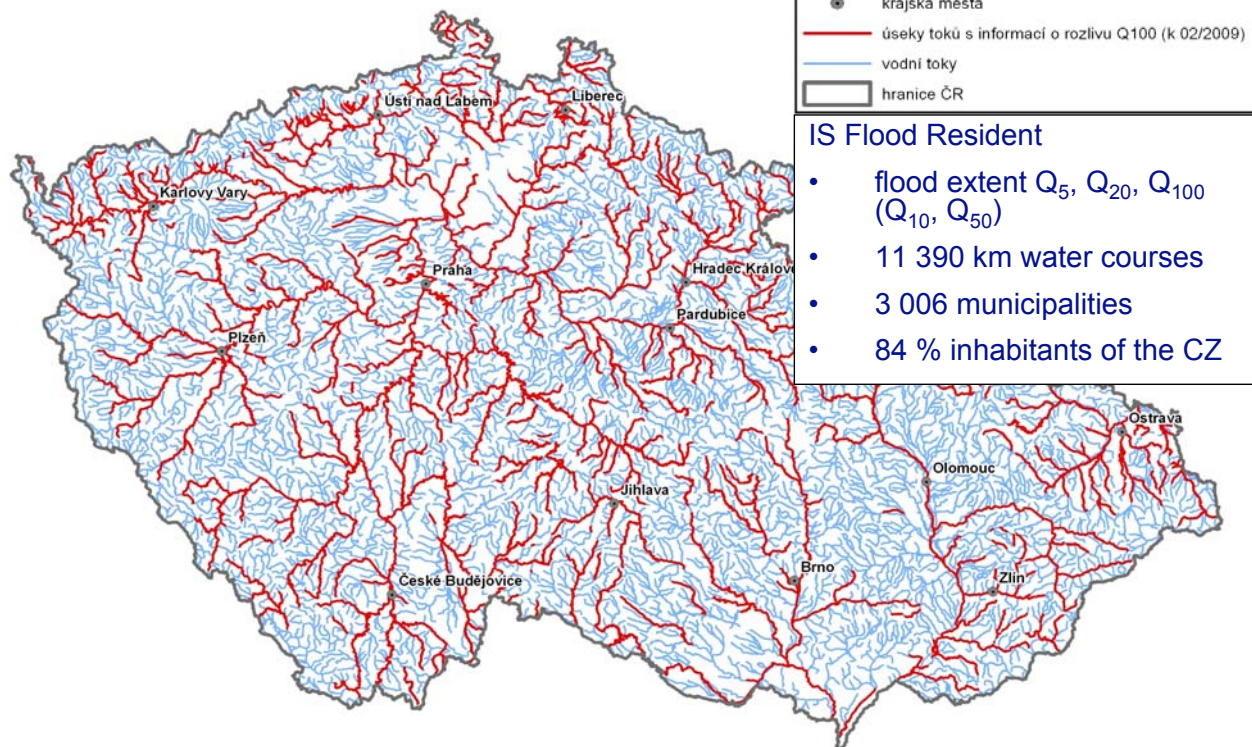 krajská města
úseky toků s informací o rozlivu Q100 (k 02/2009)
vodní toky
hranice ČR
IS Flood Resident
• flood extent Q5, Q20, Q100
(Q10, Q50)
• 11 390 km water courses
• 3 006 municipalities
• 84 % inhabitants of the CZ
Ústí nad Labem
Liberec
Karlovy Vary
Praha
Hradec Králové
Pardubice
Plzeň
Ostrava
Olomouc
Jihlava
Brno
Zlín
České Budějovice